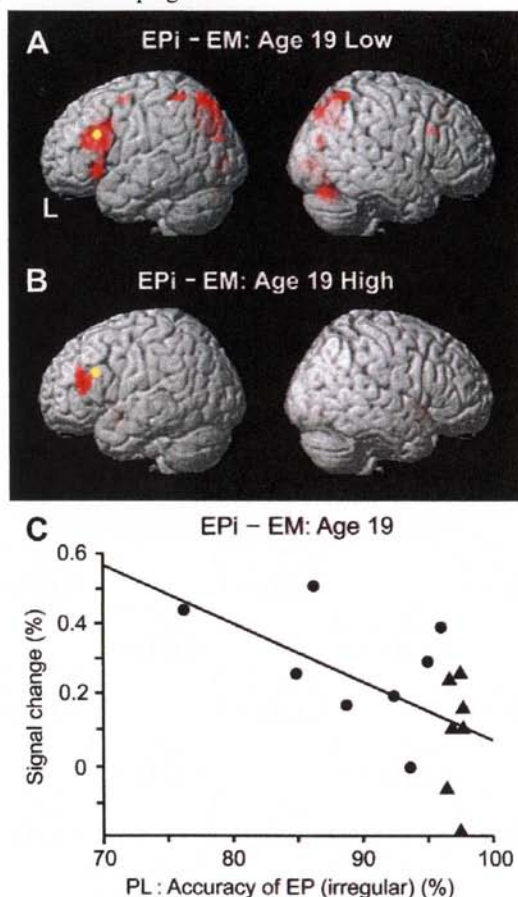 A
EPi – EM: Age 19 Low
L
B
EPi – EM: Age 19 High
C
EPi – EM: Age 19
0.6
0.4
0.2
0
Signal change (%)
70 80 90 100
PL : Accuracy of EP (irregular) (%)